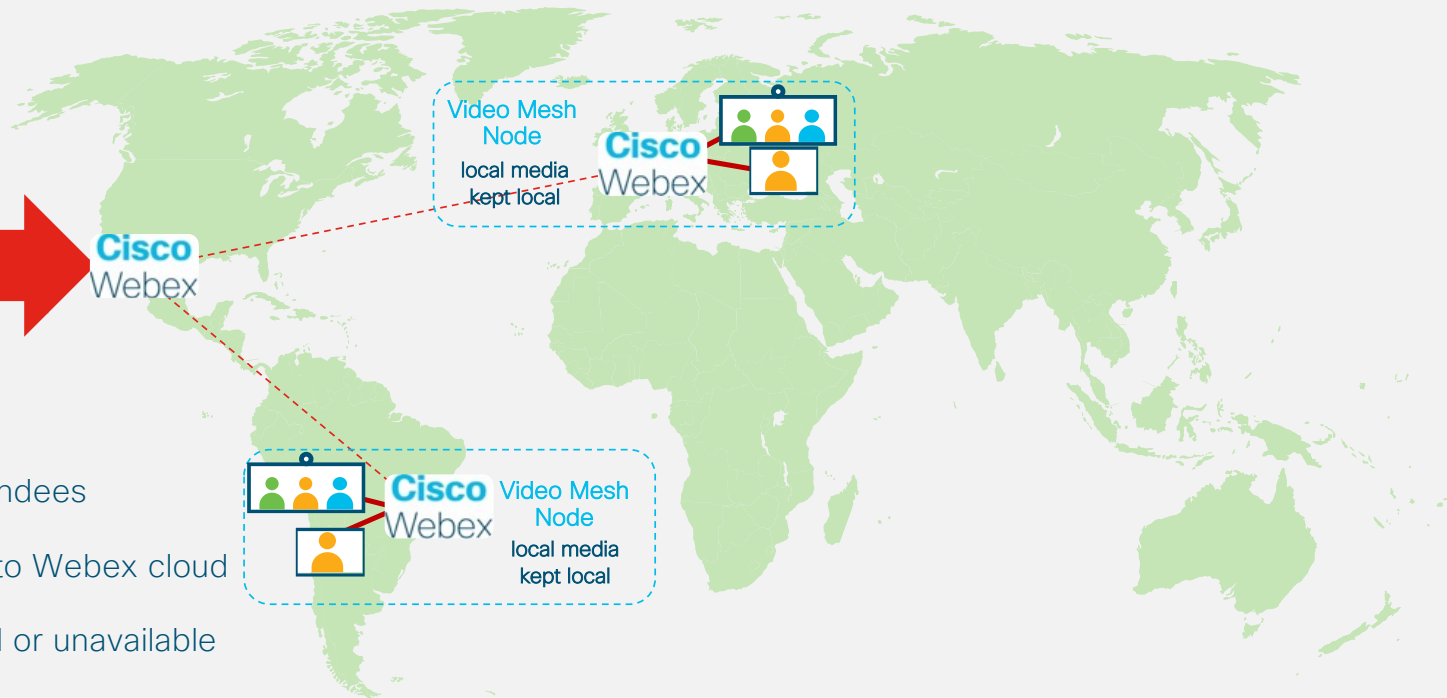 Video Mesh
Node
local media
kept local
Cisco
Webex
Cisco
Webex
Cisco
Webex
Video Mesh
Node
local media
kept local
to Webex cloud
or unavailable